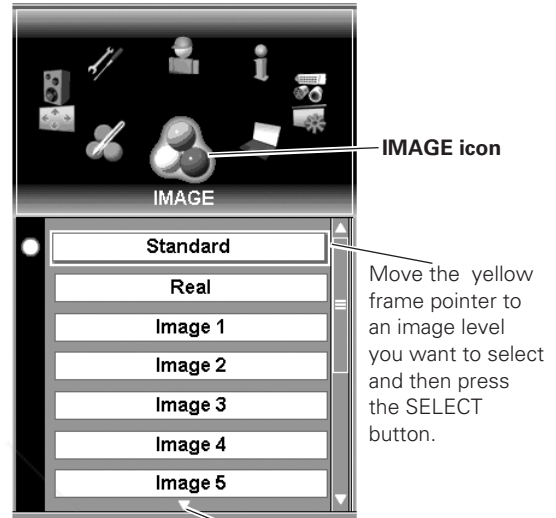 IMAGE icon
IMAGE
Standard
Real
Image 1
Image 2
Image 3
Image 4
Image 5
Move the yellow
frame pointer to
an image level
you want to select
and then press
the SELECT
button.